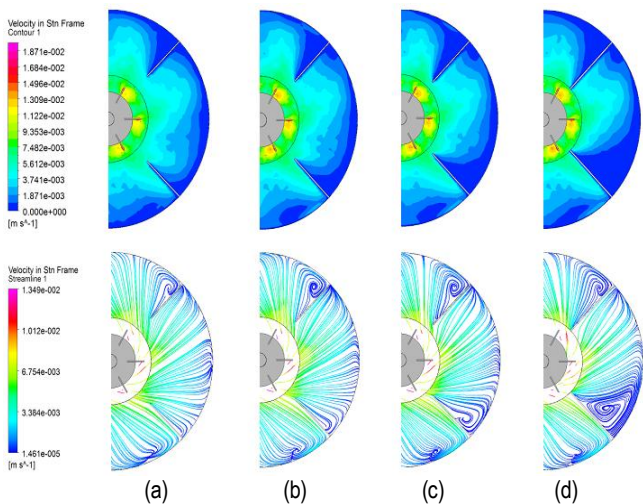 Velocity in Stn Frame
Contour 1
1.871e-002
1.684e-002
1.496e-002
1.309e-002
1.122e-002
9.353e-003
7.482e-003
5.612e-003
3.741e-003
1.871e-003
0.000e+000
[m s^-1]
Velocity in Stn Frame
Streamline 1
1.349e-002
1.012e-002
6.754e-003
3.384e-003
1.461e-005
[m s^-1]
(a) (b) (c) (d)